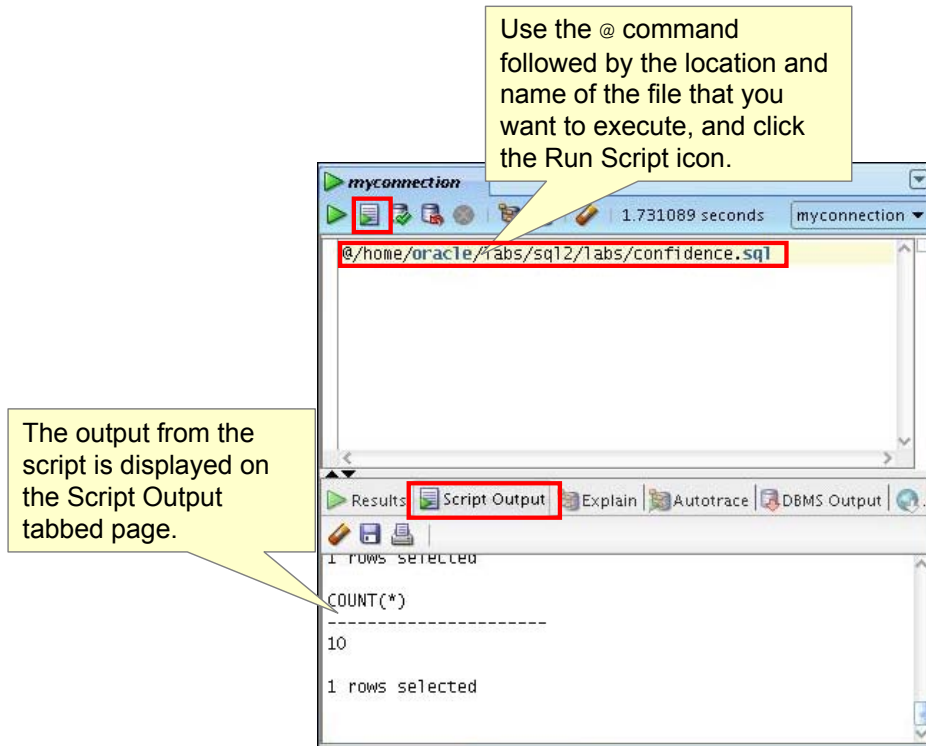 Use the @ command
followed by the location and
name of the file that you
want to execute, and click
the Run Script icon.
myconnection
1.731089 seconds
myconnection
@/home/oracle/labs/sql2/labs/confidence.sql
The output from the
script is displayed on
the Script Output
tabbed page.
Results Script Output Explain Autotrace DBMS Output
1 rows selected
COUNT(*)
----------------------
10
1 rows selected